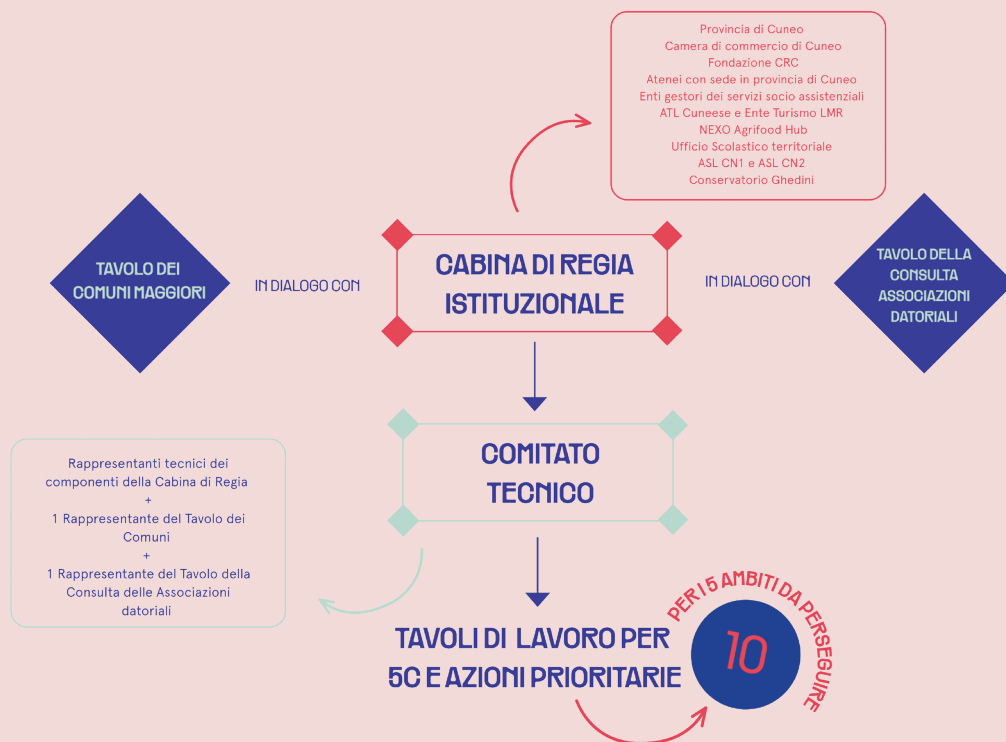 Provincia di Cuneo
Camera di commercio di Cuneo
Fondazione CRC
Atenei con sede in provincia di Cuneo
Enti gestori dei servizi socio assistenziali
ATL Cuneese e Ente Turismo LMR
NEXO Agrifood Hub
Ufficio Scolastico territoriale
ASL CN1 e ASL CN2
Conservatorio Ghedini
TAVOLO DEI
COMUNI MAGGIORI
IN DIALOGO CON
CABINA DI REGIA
ISTITUZIONALE
IN DIALOGO CON
TAVOLO DELLA
CONSULTA
ASSOCIAZIONI
DATORIALI
COMITATO
TECNICO
Rappresentanti tecnici dei
componenti della Cabina di Regia
+
1 Rappresentante del Tavolo dei
Comuni
+
1 Rappresentante del Tavolo della
Consulta delle Associazioni
datoriali
TAVOLI DI LAVORO PER
5C E AZIONI PRIORITARIE
PER I 5 AMBITI DA PERSEGUIRE
10